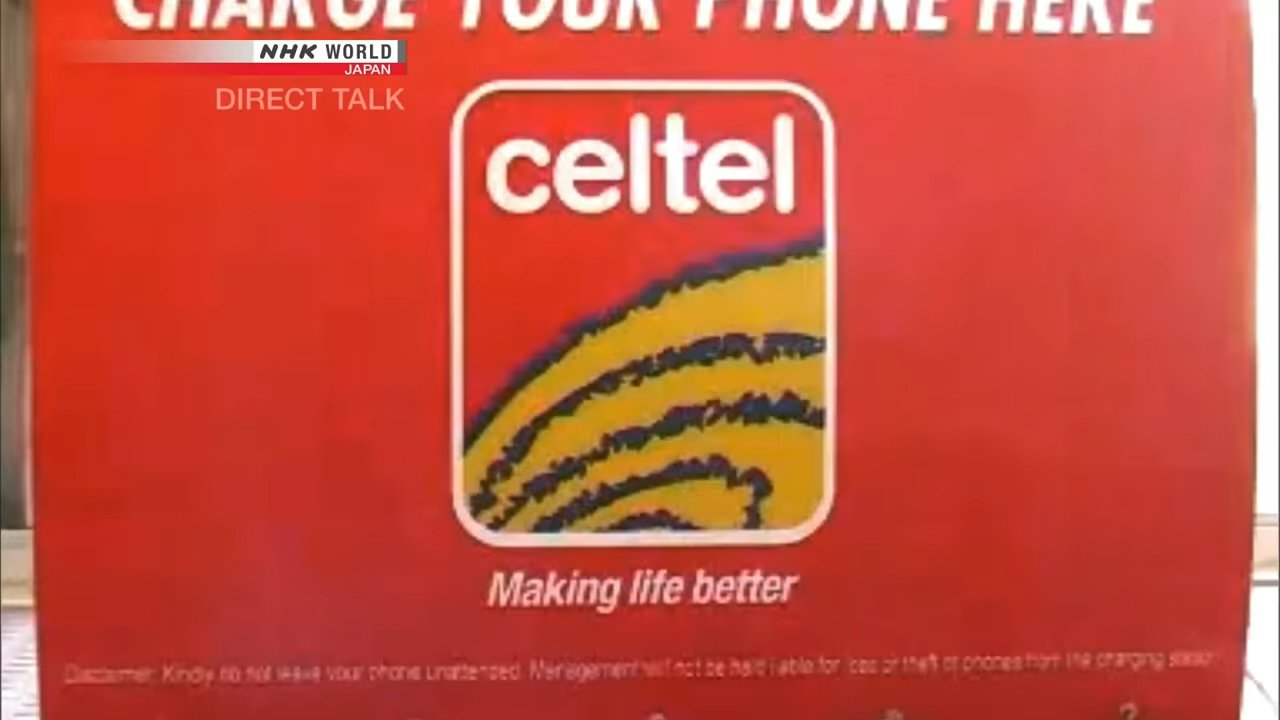 CHARGE YOUR PHONE HERE
NHK WORLD
JAPAN
DIRECT TALK
celtel
Making life better
Disclaimer: Kindly do not leave your phone unattended. Management will not be held liable for loss or theft of phones from the charging station